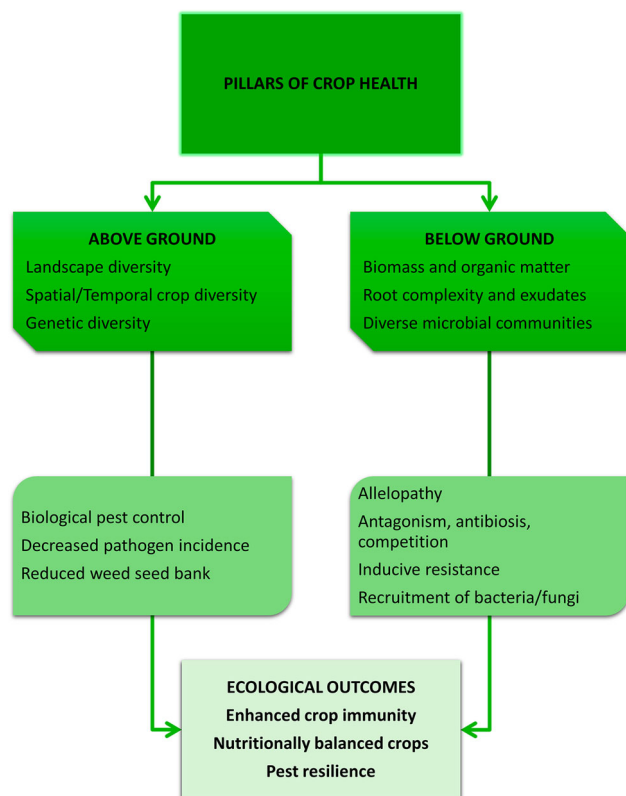 PILLARS OF CROP HEALTH
ABOVE GROUND
Landscape diversity
Spatial/Temporal crop diversity
Genetic diversity
BELOW GROUND
Biomass and organic matter
Root complexity and exudates
Diverse microbial communities
Biological pest control
Decreased pathogen incidence
Reduced weed seed bank
Allelopathy
Antagonism, antibiosis,
competition
Inducive resistance
Recruitment of bacteria/fungi
ECOLOGICAL OUTCOMES
Enhanced crop immunity
Nutritionally balanced crops
Pest resilience